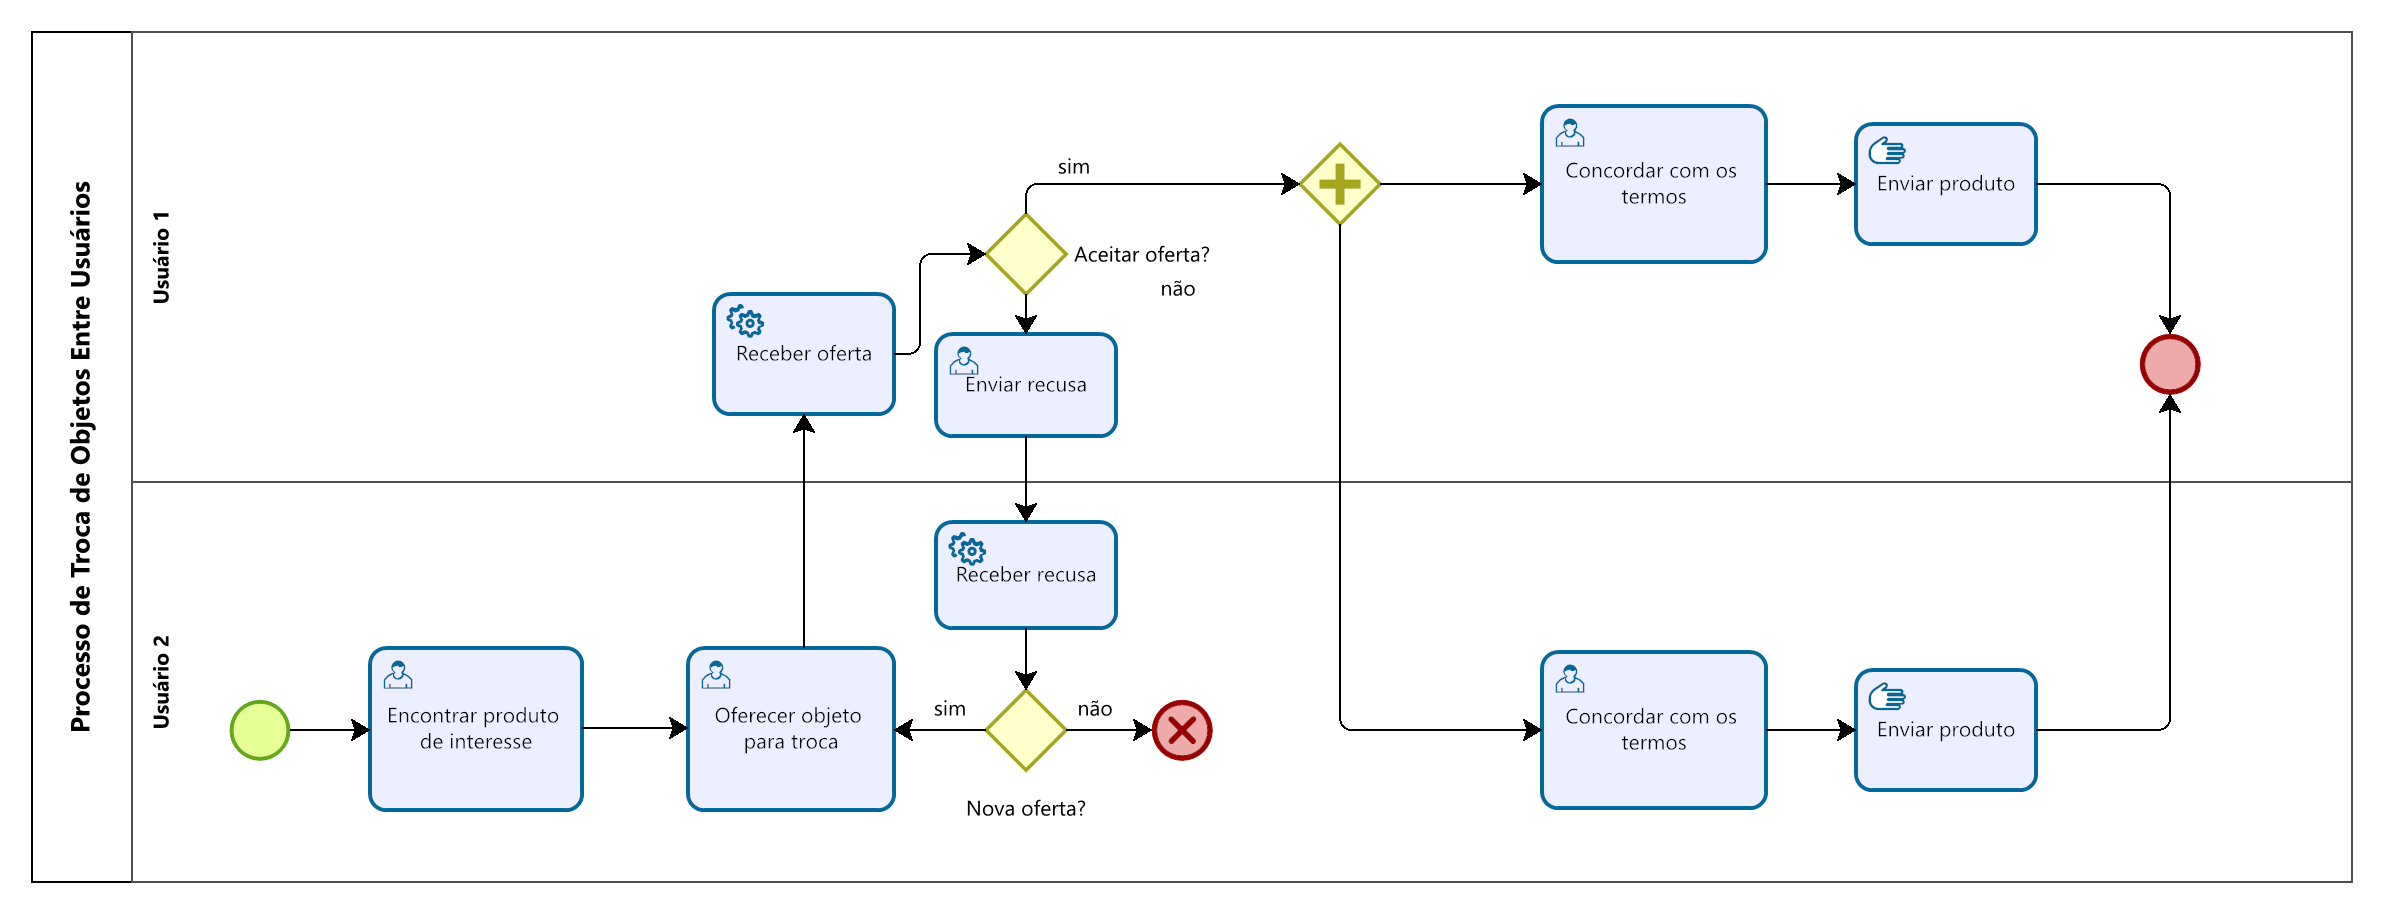 Processo de Troca de Objetos Entre Usuários
Usuário 1
sim
Aceitar oferta?
não
Receber oferta
Enviar recusa
Concordar com os
termos
Enviar produto
Usuário 2
Encontrar produto
de interesse
Oferecer objeto
para troca
Receber recusa
sim
não
Nova oferta?
Concordar com os
termos
Enviar produto